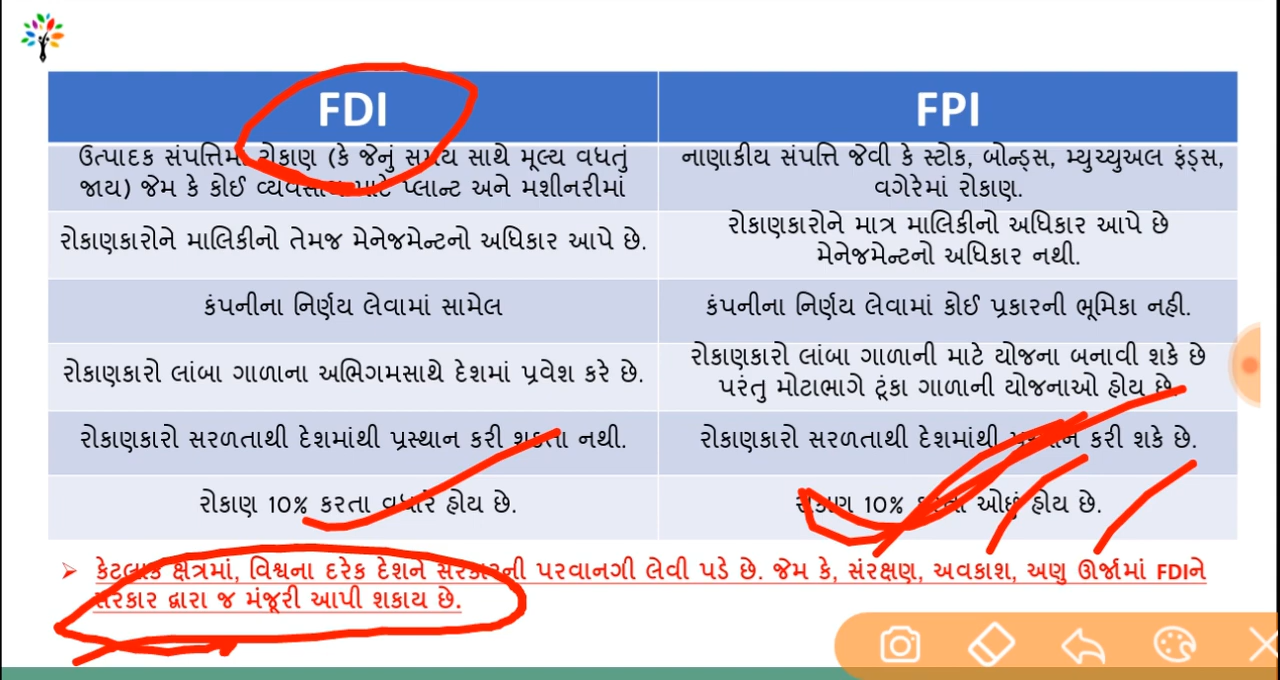 FDI
FPI
ઉત્પાદક સંપત્તિમાં રોકાણ (કે જેનું સમય સાથે મૂલ્ય વધતું
જાય) જેમ કે કોઈ વ્યવસાય માટે પ્લાન્ટ અને મશીનરીમાં
નાણાકીય સંપત્તિ જેવી કે સ્ટોક, બોન્ડ્સ, મ્યુચ્યુઅલ ફંડ્સ,
વગેરેમાં રોકાણ.
રોકાણકારોને માલિકીનો તેમજ મેનેજમેન્ટનો અધિકાર આપે છે.
રોકાણકારોને માત્ર માલિકીનો અધિકાર આપે છે
મેનેજમેન્ટનો અધિકાર નથી.
કંપનીના નિર્ણય લેવામાં સામેલ
કંપનીના નિર્ણય લેવામાં કોઈ પ્રકારની ભૂમિકા નહી.
રોકાણકારો લાંબા ગાળાના અભિગમસાથે દેશમાં પ્રવેશ કરે છે.
રોકાણકારો લાંબા ગાળાની માટે યોજના બનાવી શકે છે
પરંતુ મોટાભાગે ટૂંકા ગાળાની યોજનાઓ હોય છે.
રોકાણકારો સરળતાથી દેશમાંથી પ્રસ્થાન કરી શકતા નથી.
રોકાણકારો સરળતાથી દેશમાંથી પ્રસ્થાન કરી શકે છે.
રોકાણ 10% કરતા વધારે હોય છે.
રોકાણ 10% કરતા ઓછું હોય છે.
➢ કેટલાક ક્ષેત્રમાં, વિશ્વના દરેક દેશને સરકારની પરવાનગી લેવી પડે છે. જેમ કે, સંરક્ષણ, અવકાશ, અણુ ઊર્જામાં FDIને
સરકાર દ્વારા જ મંજૂરી આપી શકાય છે.